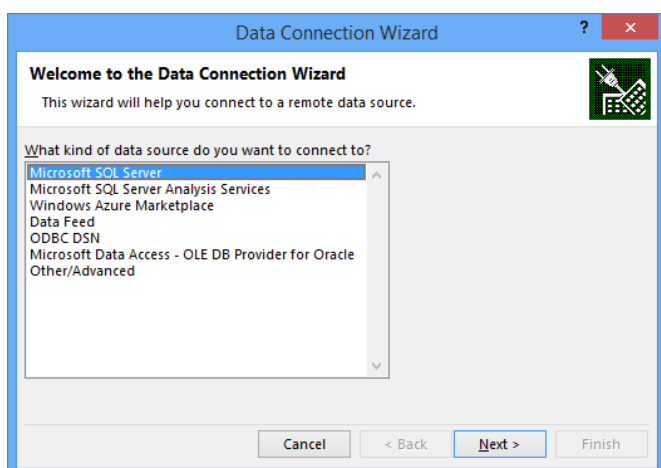 Data Connection Wizard
?
Welcome to the Data Connection Wizard
This wizard will help you connect to a remote data source.
What kind of data source do you want to connect to?
Microsoft SQL Server
Microsoft SQL Server Analysis Services
Windows Azure Marketplace
Data Feed
ODBC DSN
Microsoft Data Access - OLE DB Provider for Oracle
Other/Advanced
Cancel < Back Next > Finish